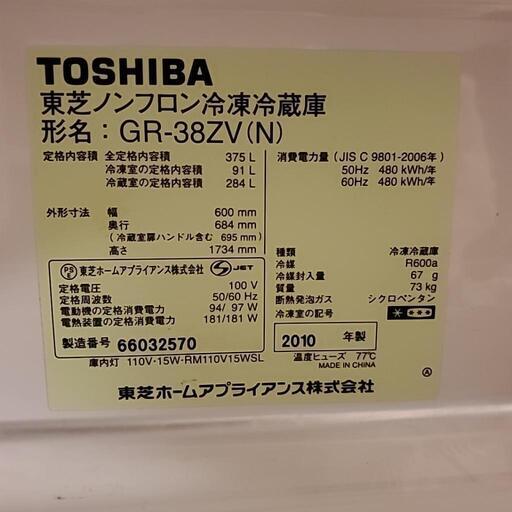 TOSHIBA
東芝ノンフロン冷凍冷蔵庫
形名：GR-38ZV(N)
定格内容積 全定格内容積 375 L
冷凍室の定格内容積 91 L
冷蔵室の定格内容積 284 L
消費電力量（JIS C 9801-2006年）
50Hz 480 kWh/年
60Hz 480 kWh/年
外形寸法 幅 600 mm
奥行 684 mm
（冷蔵室扉ハンドル含む 695 mm）
高さ 1734 mm
種類 冷凍冷蔵庫
冷媒 R600a
冷媒封入量 67 g
質量 73 kg
断熱発泡ガス シクロペンタン
冷凍室の記号
PS E 東芝ホームアプライアンス株式会社 S JET
定格電圧 100 V
定格周波数 50/60 Hz
電動機の定格消費電力 94/ 97 W
電熱装置の定格消費電力 181/181 W
製造番号 66032570
2010 年製
庫内灯 110V-15W-RM110V15WSL
温度ヒューズ 77℃
MADE IN CHINA
東芝ホームアプライアンス株式会社
A